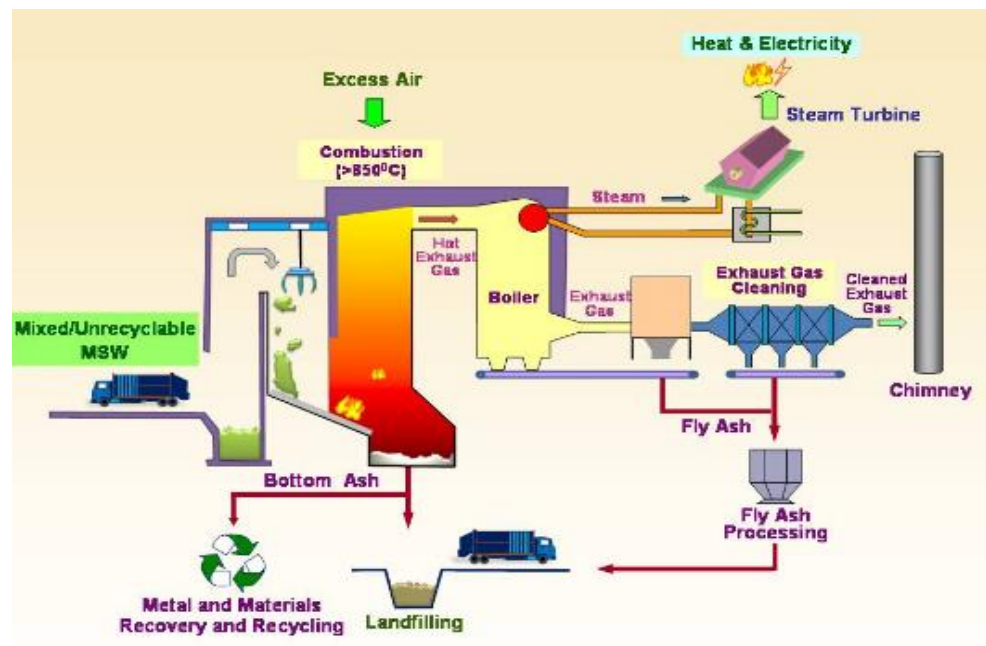 Heat & Electricity
Excess Air
Steam Turbine
Combustion
(>850⁰C)
Steam
Hot
Exhaust
Gas
Boiler
Exhaust
Gas
Exhaust Gas
Cleaning
Cleaned
Exhaust
Gas
Mixed/Unrecyclable
MSW
Chimney
Fly Ash
Bottom Ash
Fly Ash
Processing
Metal and Materials
Recovery and Recycling
Landfilling